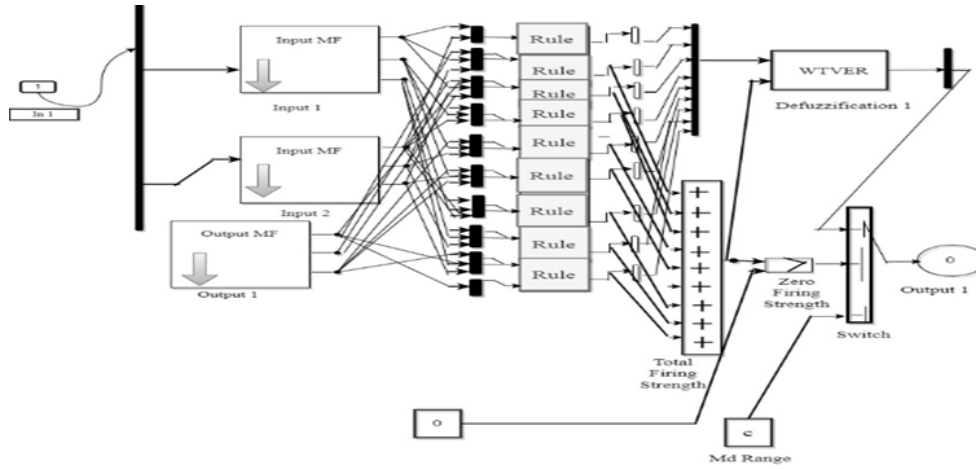 1
In 1
Input MF
Input 1
Input MF
Input 2
Output MF
Output 1
Rule
Rule
Rule
Rule
Rule
Rule
Rule
Rule
Rule
+
+
+
+
+
+
+
+
+
Total
Firing
Strength
WTVER
Defuzzification 1
Zero
Firing
Strength
Switch
0
Output 1
0
c
Md Range